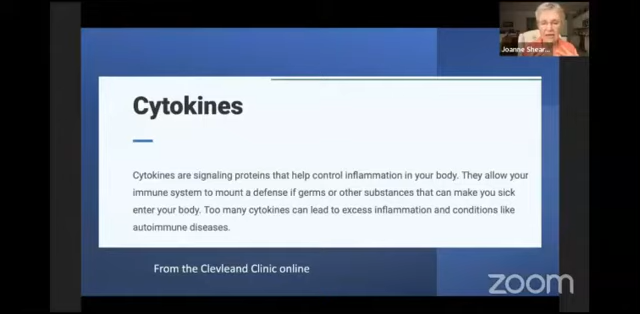 Joanne Shear...
Cytokines
Cytokines are signaling proteins that help control inflammation in your body. They allow your
immune system to mount a defense if germs or other substances that can make you sick
enter your body. Too many cytokines can lead to excess inflammation and conditions like
autoimmune diseases.
From the Clevleand Clinic online
zoom